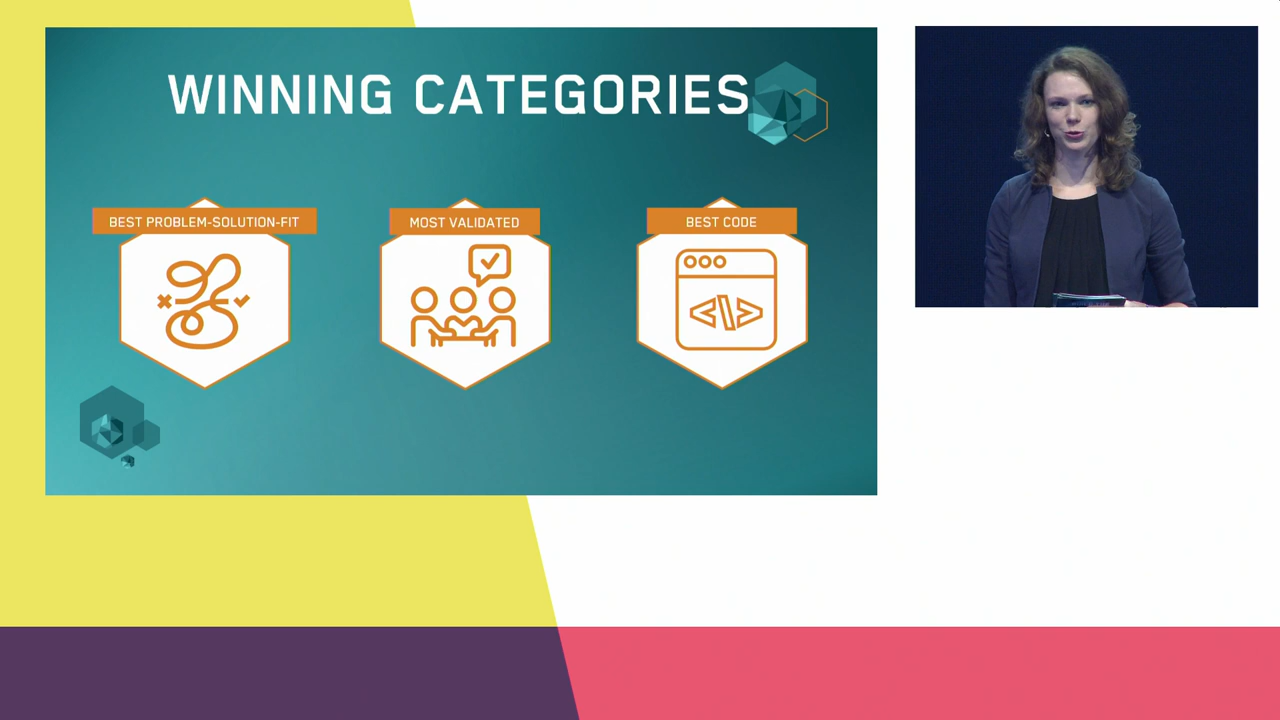 WINNING CATEGORIES
BEST PROBLEM-SOLUTION-FIT
MOST VALIDATED
BEST CODE